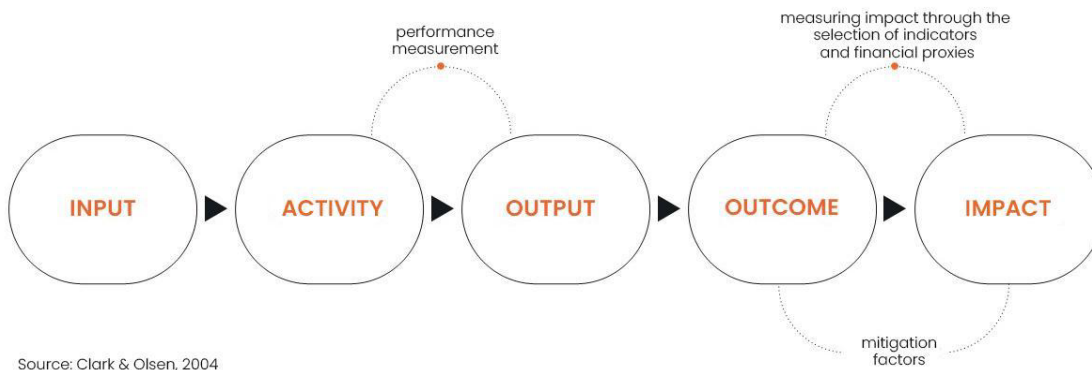 performance
measurement
measuring impact through the
selection of indicators
and financial proxies
INPUT
ACTIVITY
OUTPUT
OUTCOME
IMPACT
mitigation
factors
Source: Clark & Olsen, 2004